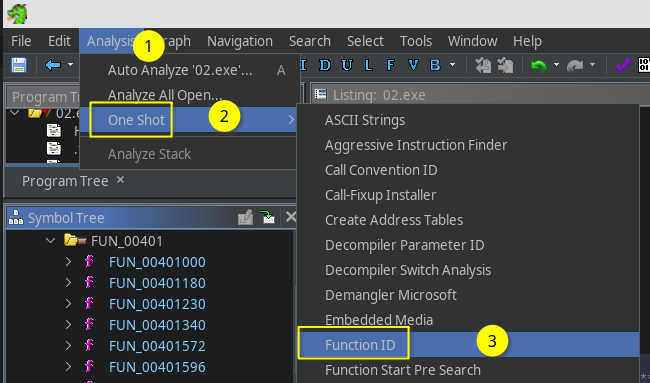 File Edit Analysis Graph Navigation Search Select Tools Window Help
1
I D U L F V B
Auto Analyze '02.exe'... A
Program Tr
Listing: 02.exe
Analyze All Open...
02.e
One Shot
2
ASCII Strings
Aggressive Instruction Finder
Analyze Stack
Call Convention ID
Program Tree ×
Call-Fixup Installer
Symbol Tree
Create Address Tables
FUN_00401
Decompiler Parameter ID
FUN_00401000
Decompiler Switch Analysis
FUN_00401180
Demangler Microsoft
FUN_00401230
Embedded Media
FUN_00401340
Function ID
3
FUN_00401572
Function Start Pre Search
FUN_00401596